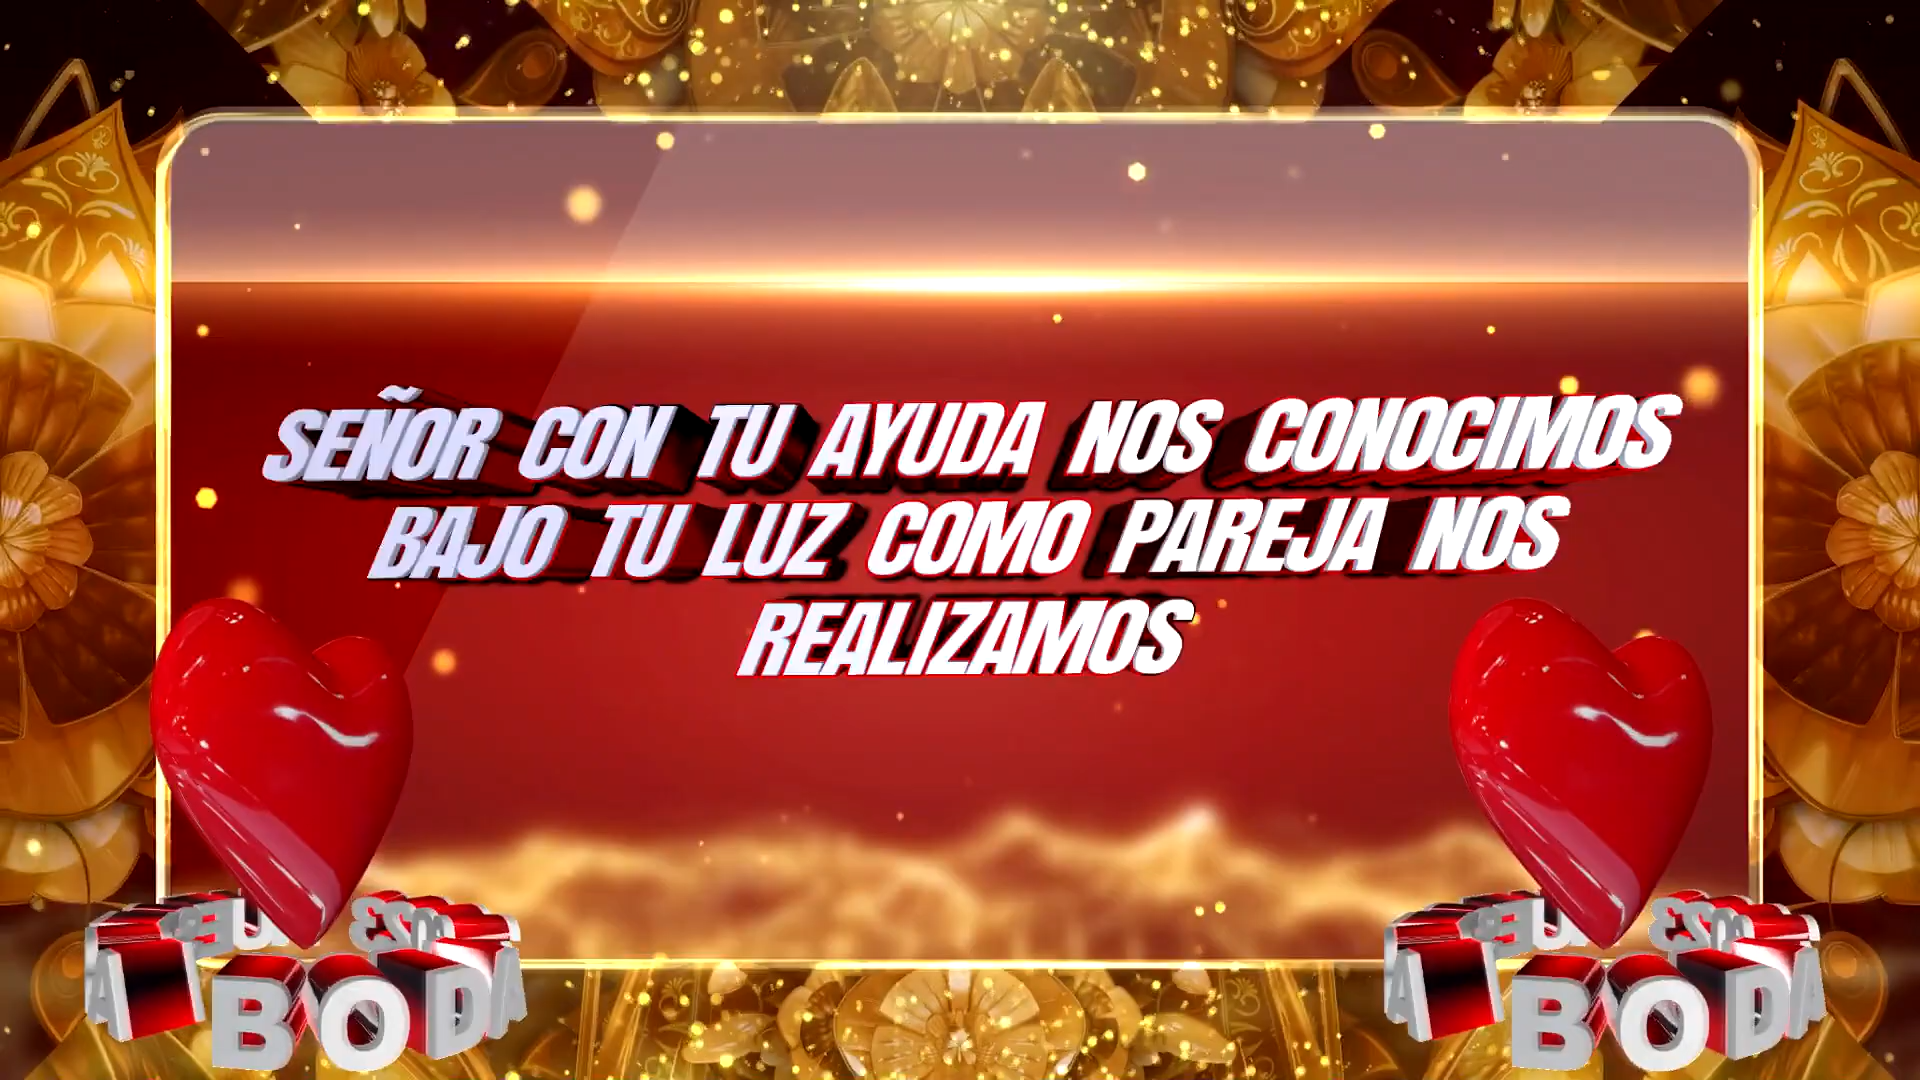 SEÑOR CON TU AYUDA NOS CONOCIMOS
BAJO TU LUZ COMO PAREJA NOS
REALIZAMOS
BODA
BODA